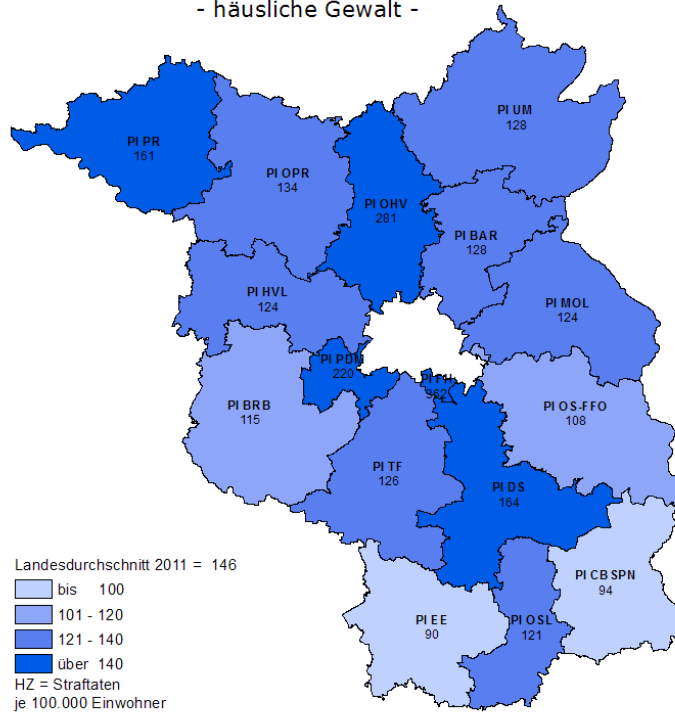 - häusliche Gewalt -
PI UM
128
PI PR
161
PI OPR
134
PI OHV
281
PI BAR
128
PI HVL
124
PI MOL
124
PI PDM
220
PI BRB
115
PI OS-FFO
108
PI TF
126
PI DS
164
PI CBSPN
94
PI EE
90
PI OSL
121
Landesdurchschnitt 2011 = 146
bis 100
101 - 120
121 - 140
über 140
HZ = Straftaten
je 100.000 Einwohner